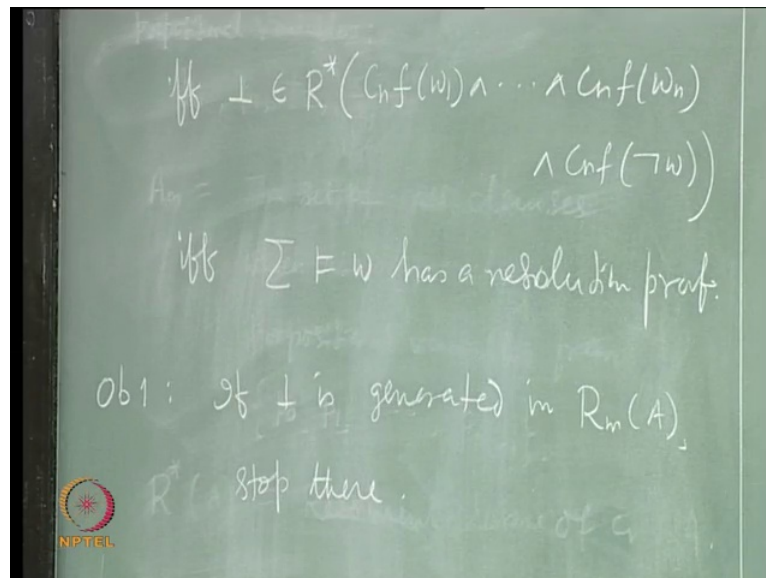 iff ⊥ ∈ R*(Cnf(w1) ∧ ··· ∧ Cnf(wn)
∧ Cnf(¬w))
iff Σ ⊨ w has a resolution proof.
Ob1: If ⊥ is generated in Rm(A),
stop there.
NPTEL